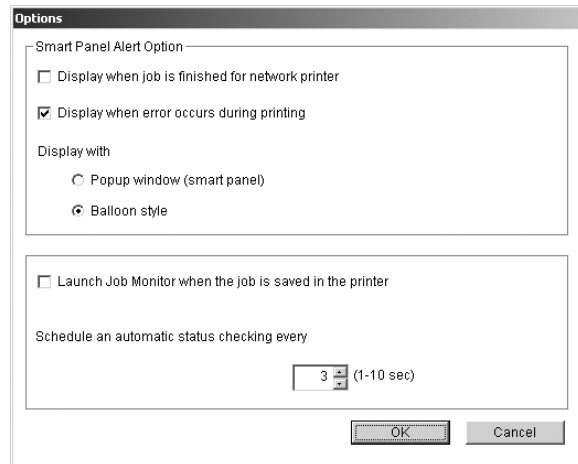 Options
Smart Panel Alert Option
Display when job is finished for network printer
Display when error occurs during printing
Display with
Popup window (smart panel)
Balloon style
Launch Job Monitor when the job is saved in the printer
Schedule an automatic status checking every
3 (1-10 sec)
OK Cancel